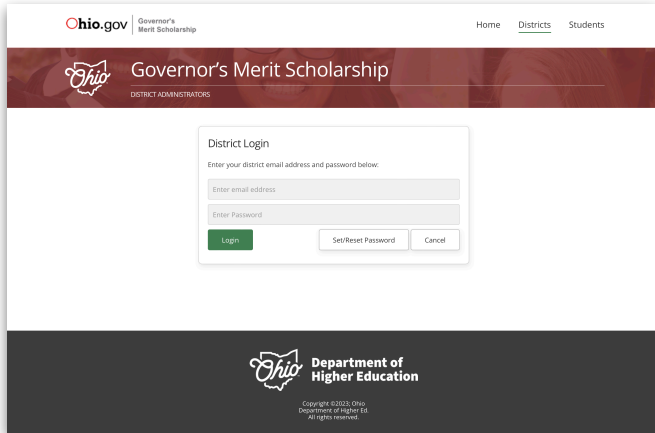 Ohio.gov
Governor's
Merit Scholarship
Home Districts Students
Ohio
Governor's Merit Scholarship
DISTRICT ADMINISTRATORS
District Login
Enter your district email address and password below:
Enter email eddress
Enter Password
Login Set/Reset Password Cancel
Ohio
Department of
Higher Education
Copyright ©2023; Ohio
Department of Higher Ed.
All rights reserved.